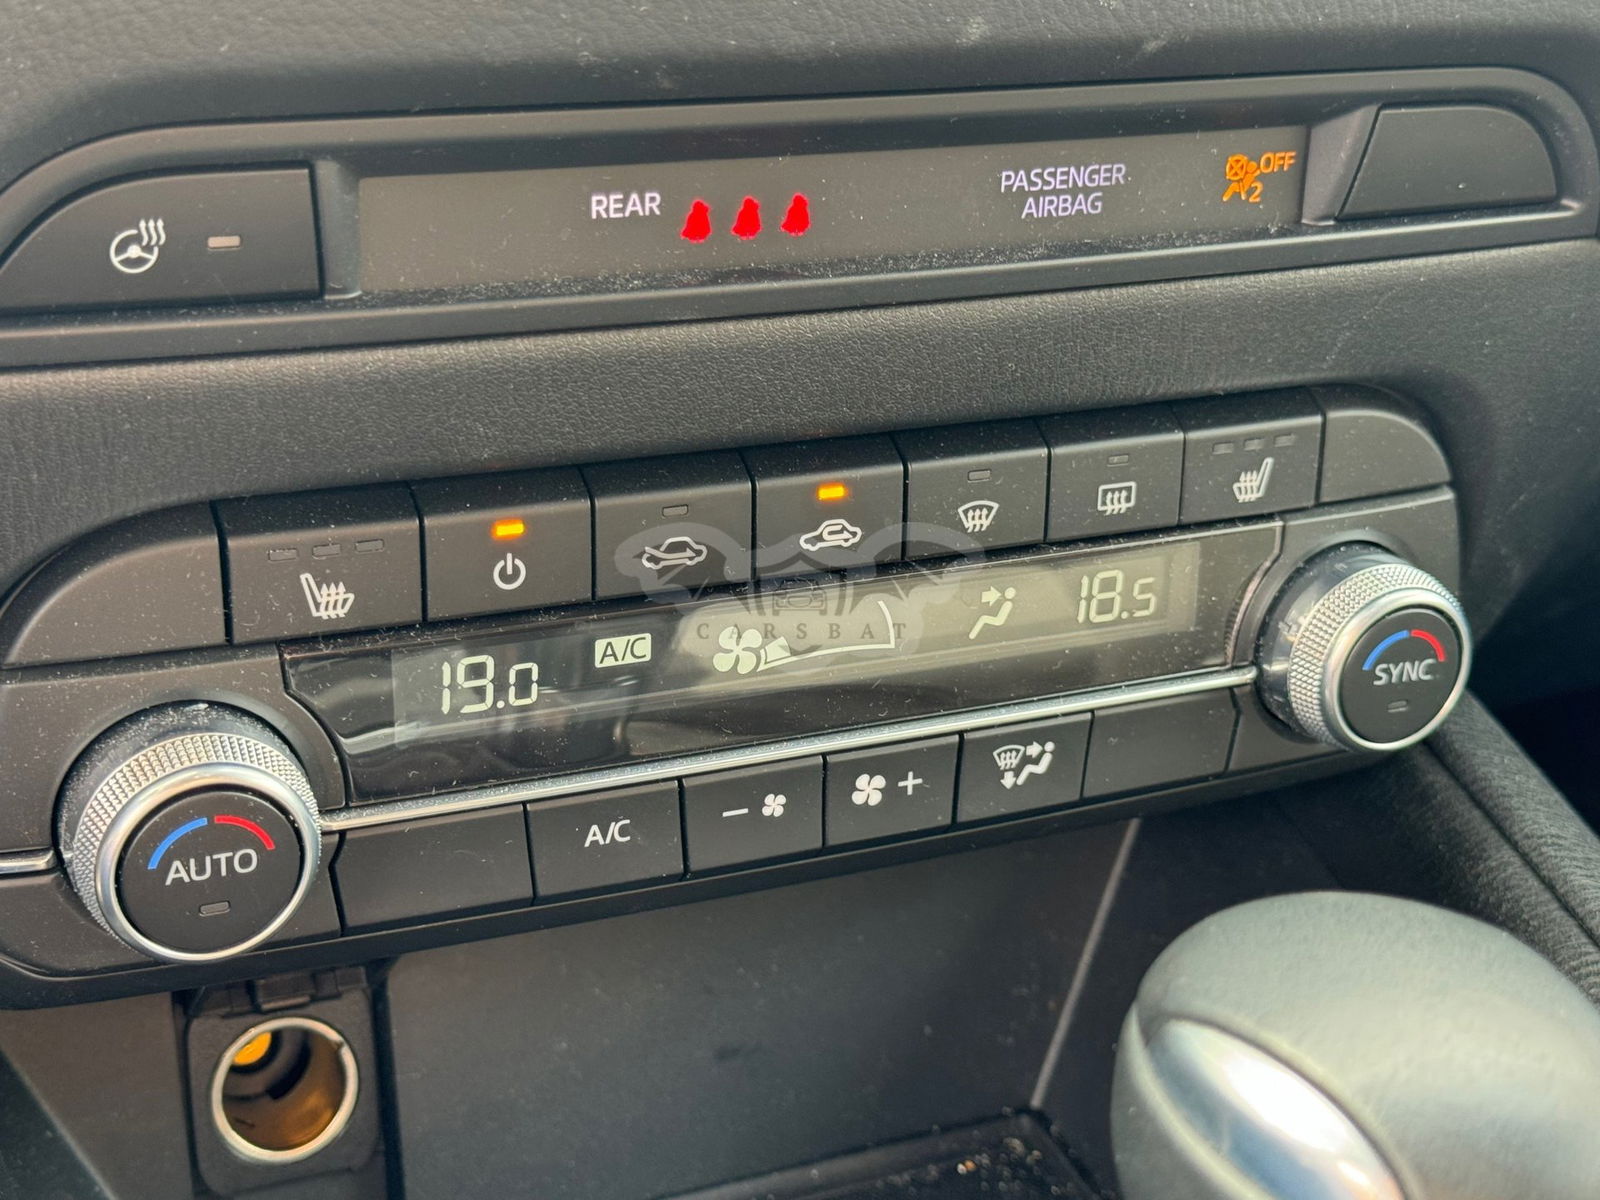 REAR
PASSENGER
AIRBAG
OFF
2
19.0
A/C
18.5
CARSBAT
AUTO
A/C
-
+
SYNC